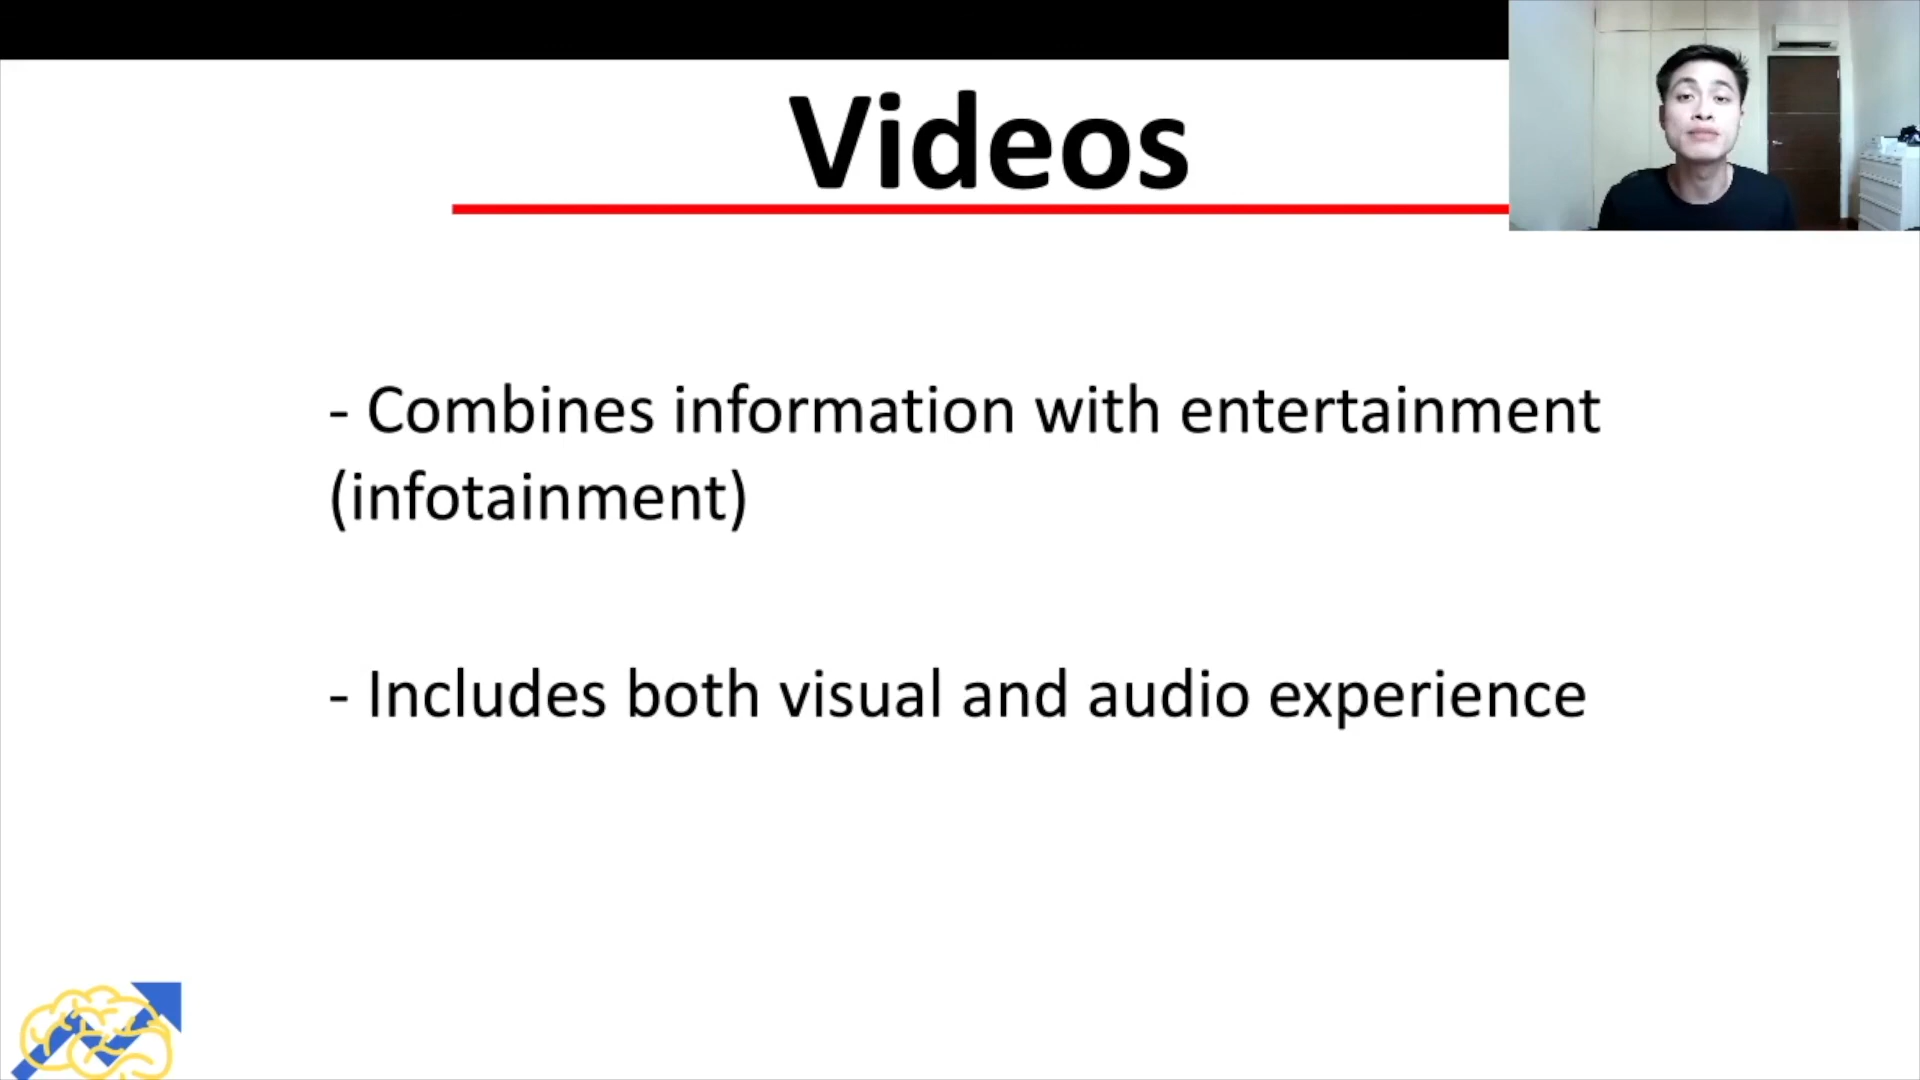 Videos
- Combines information with entertainment
(infotainment)
- Includes both visual and audio experience